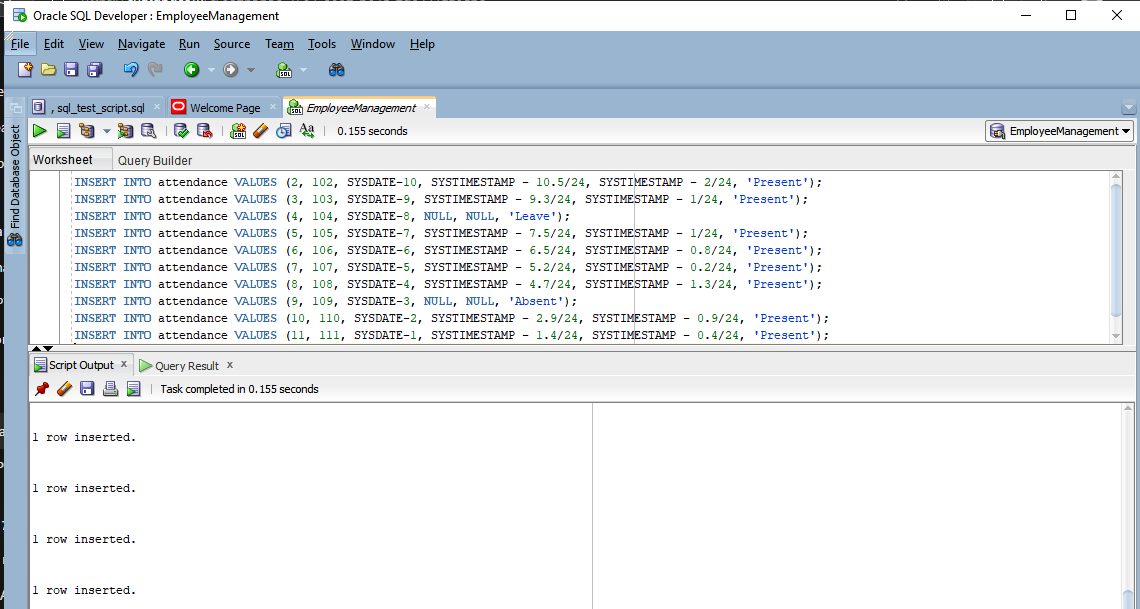 Oracle SQL Developer : EmployeeManagement
File Edit View Navigate Run Source Team Tools Window Help
, sql_test_script.sql Welcome Page EmployeeManagement
0.155 seconds EmployeeManagement
Find Database Object
Worksheet Query Builder
INSERT INTO attendance VALUES (2, 102, SYSDATE-10, SYSTIMESTAMP - 10.5/24, SYSTIMESTAMP - 2/24, 'Present');
INSERT INTO attendance VALUES (3, 103, SYSDATE-9, SYSTIMESTAMP - 9.3/24, SYSTIMESTAMP - 1/24, 'Present');
INSERT INTO attendance VALUES (4, 104, SYSDATE-8, NULL, NULL, 'Leave');
INSERT INTO attendance VALUES (5, 105, SYSDATE-7, SYSTIMESTAMP - 7.5/24, SYSTIMESTAMP - 1/24, 'Present');
INSERT INTO attendance VALUES (6, 106, SYSDATE-6, SYSTIMESTAMP - 6.5/24, SYSTIMESTAMP - 0.8/24, 'Present');
INSERT INTO attendance VALUES (7, 107, SYSDATE-5, SYSTIMESTAMP - 5.2/24, SYSTIMESTAMP - 0.2/24, 'Present');
INSERT INTO attendance VALUES (8, 108, SYSDATE-4, SYSTIMESTAMP - 4.7/24, SYSTIMESTAMP - 1.3/24, 'Present');
INSERT INTO attendance VALUES (9, 109, SYSDATE-3, NULL, NULL, 'Absent');
INSERT INTO attendance VALUES (10, 110, SYSDATE-2, SYSTIMESTAMP - 2.9/24, SYSTIMESTAMP - 0.9/24, 'Present');
INSERT INTO attendance VALUES (11, 111, SYSDATE-1, SYSTIMESTAMP - 1.4/24, SYSTIMESTAMP - 0.4/24, 'Present');
Script Output x Query Result x
Task completed in 0.155 seconds
1 row inserted.
1 row inserted.
1 row inserted.
1 row inserted.